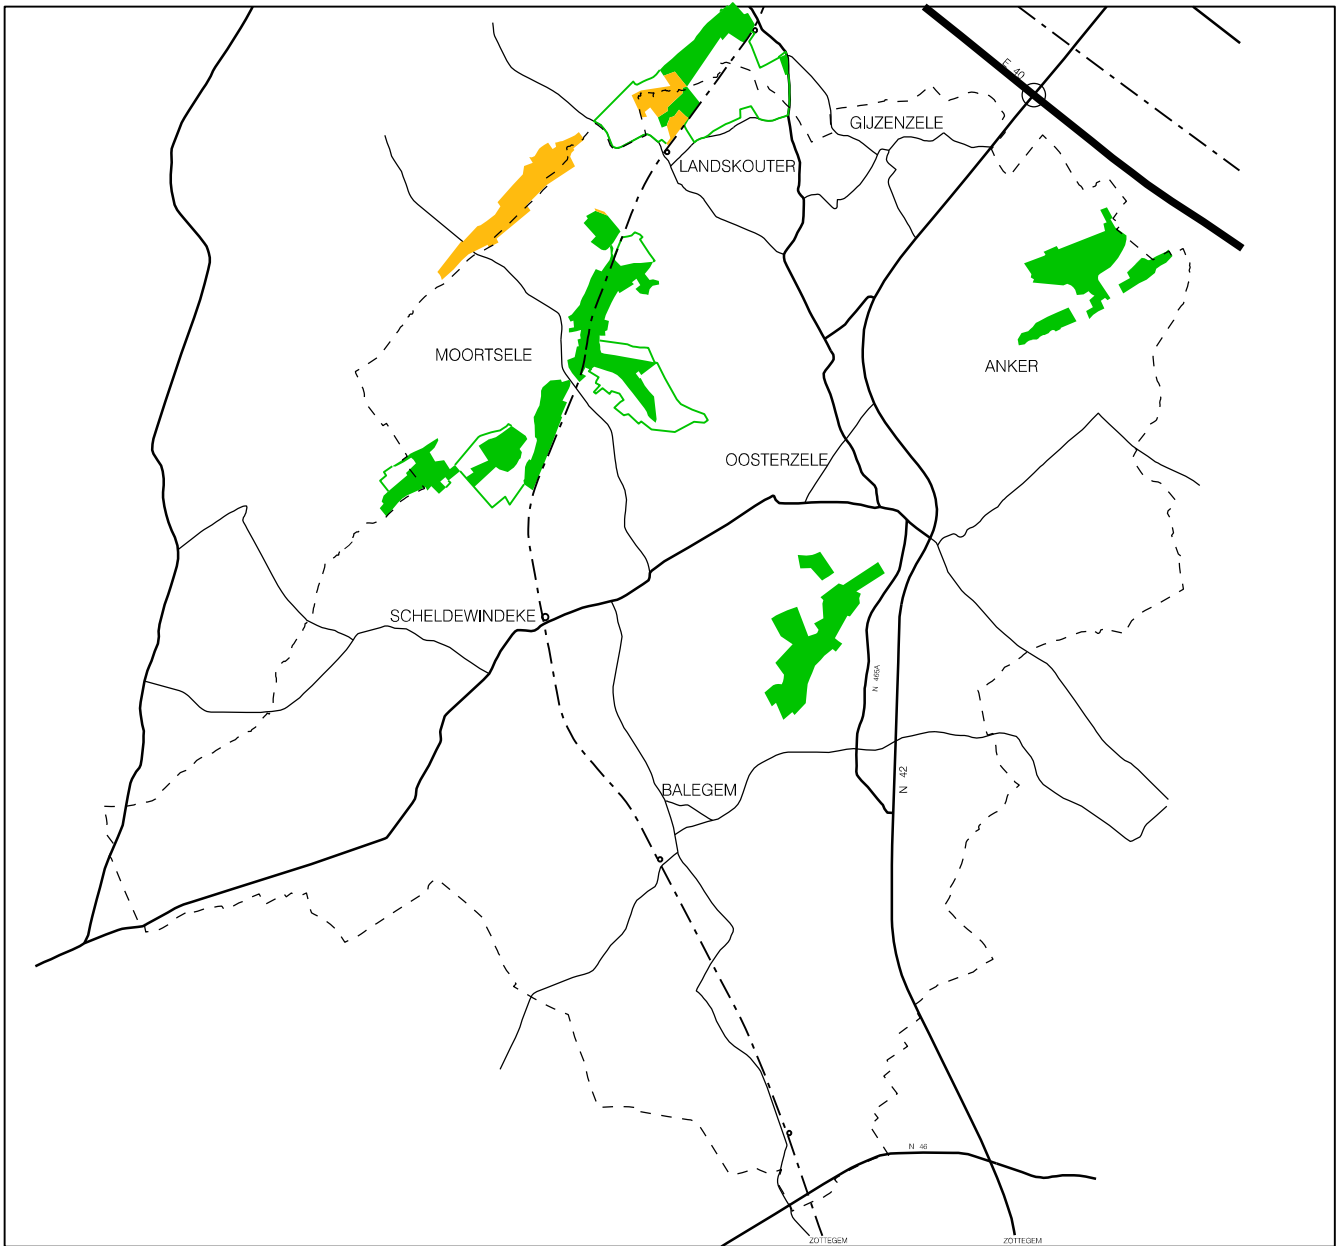 E 40
GIJZENZELE
LANDSKOUTER
MOORTSELE
ANKER
OOSTERZELE
SCHELDEWINDEKE
N 465A
N 42
BALEGEM
N 46
ZOTTEGEM
ZOTTEGEM